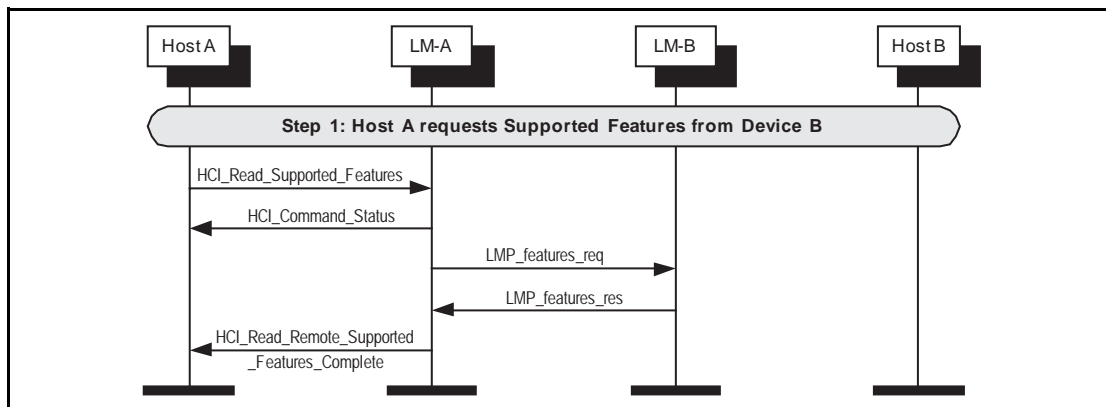 Host A
LM-A
LM-B
Host B
Step 1: Host A requests Supported Features from Device B
HCI_Read_Supported_Features
HCI_Command_Status
LMP_features_req
LMP_features_res
HCI_Read_Remote_Supported
_Features_Complete